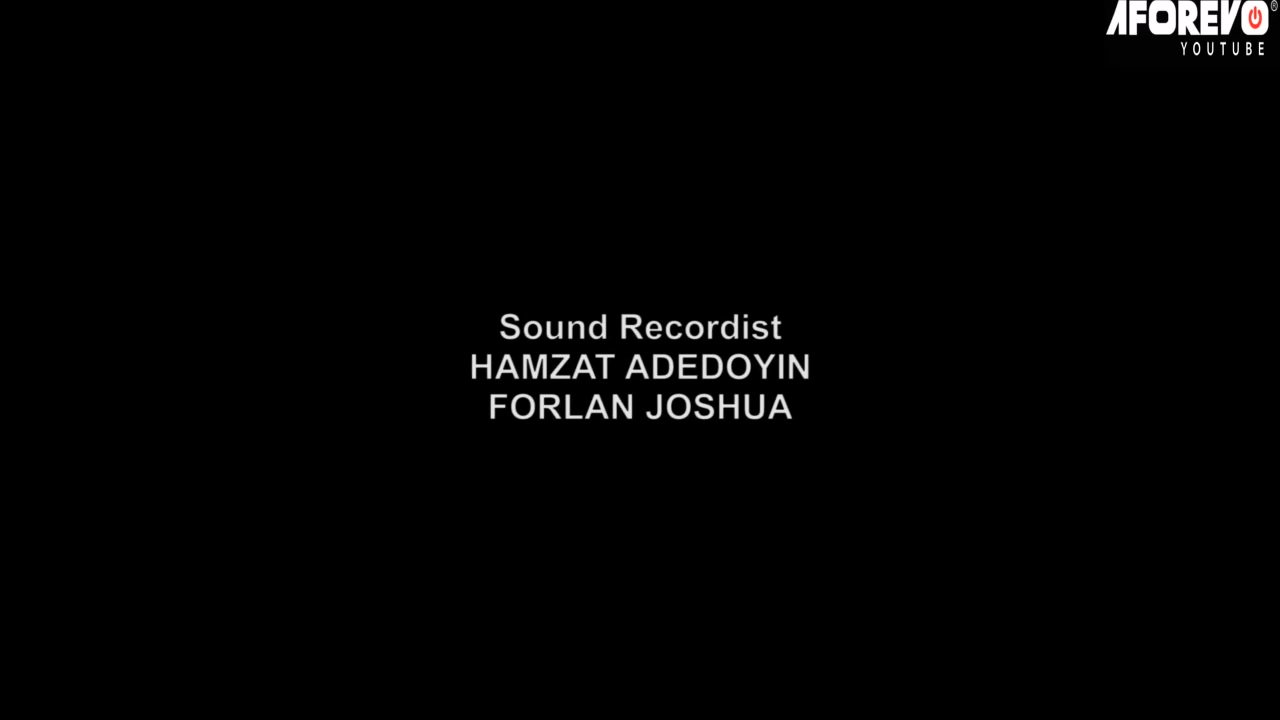 AFOREVO
YOUTUBE
Sound Recordist
HAMZAT ADEDOYIN
FORLAN JOSHUA